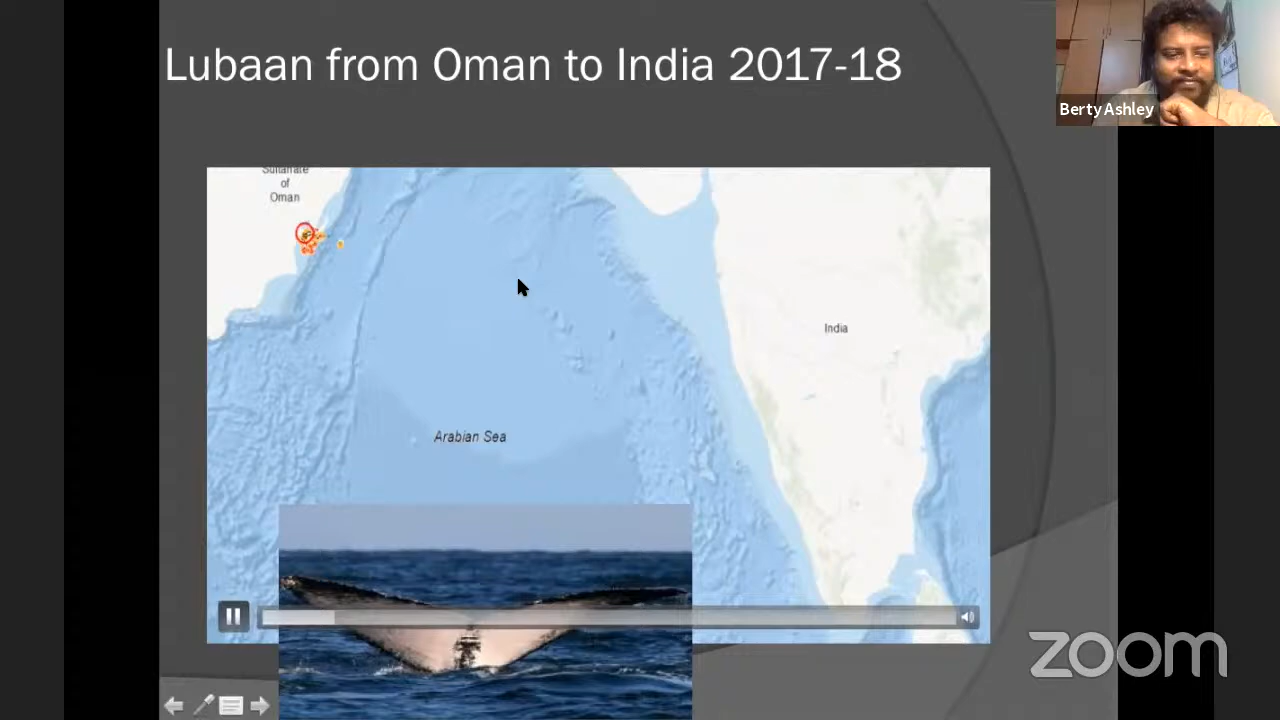 Lubaan from Oman to India 2017-18
Berty Ashley
Sultanate
of
Oman
India
Arabian Sea
zoom